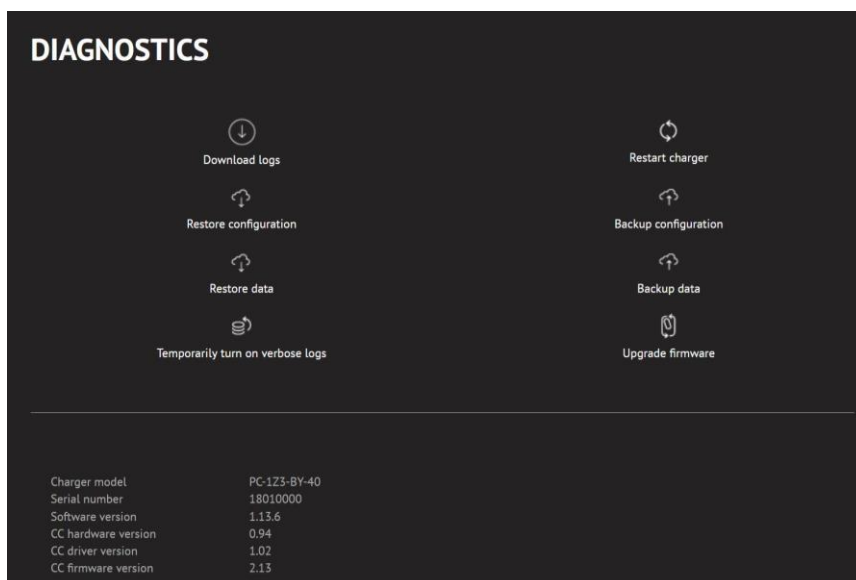 DIAGNOSTICS
Download logs
Restart charger
Restore configuration
Backup configuration
Restore data
Backup data
Temporarily turn on verbose logs
Upgrade firmware
Charger model PC-1Z3-BY-40
Serial number 18010000
Software version 1.13.6
CC hardware version 0.94
CC driver version 1.02
CC firmware version 2.13